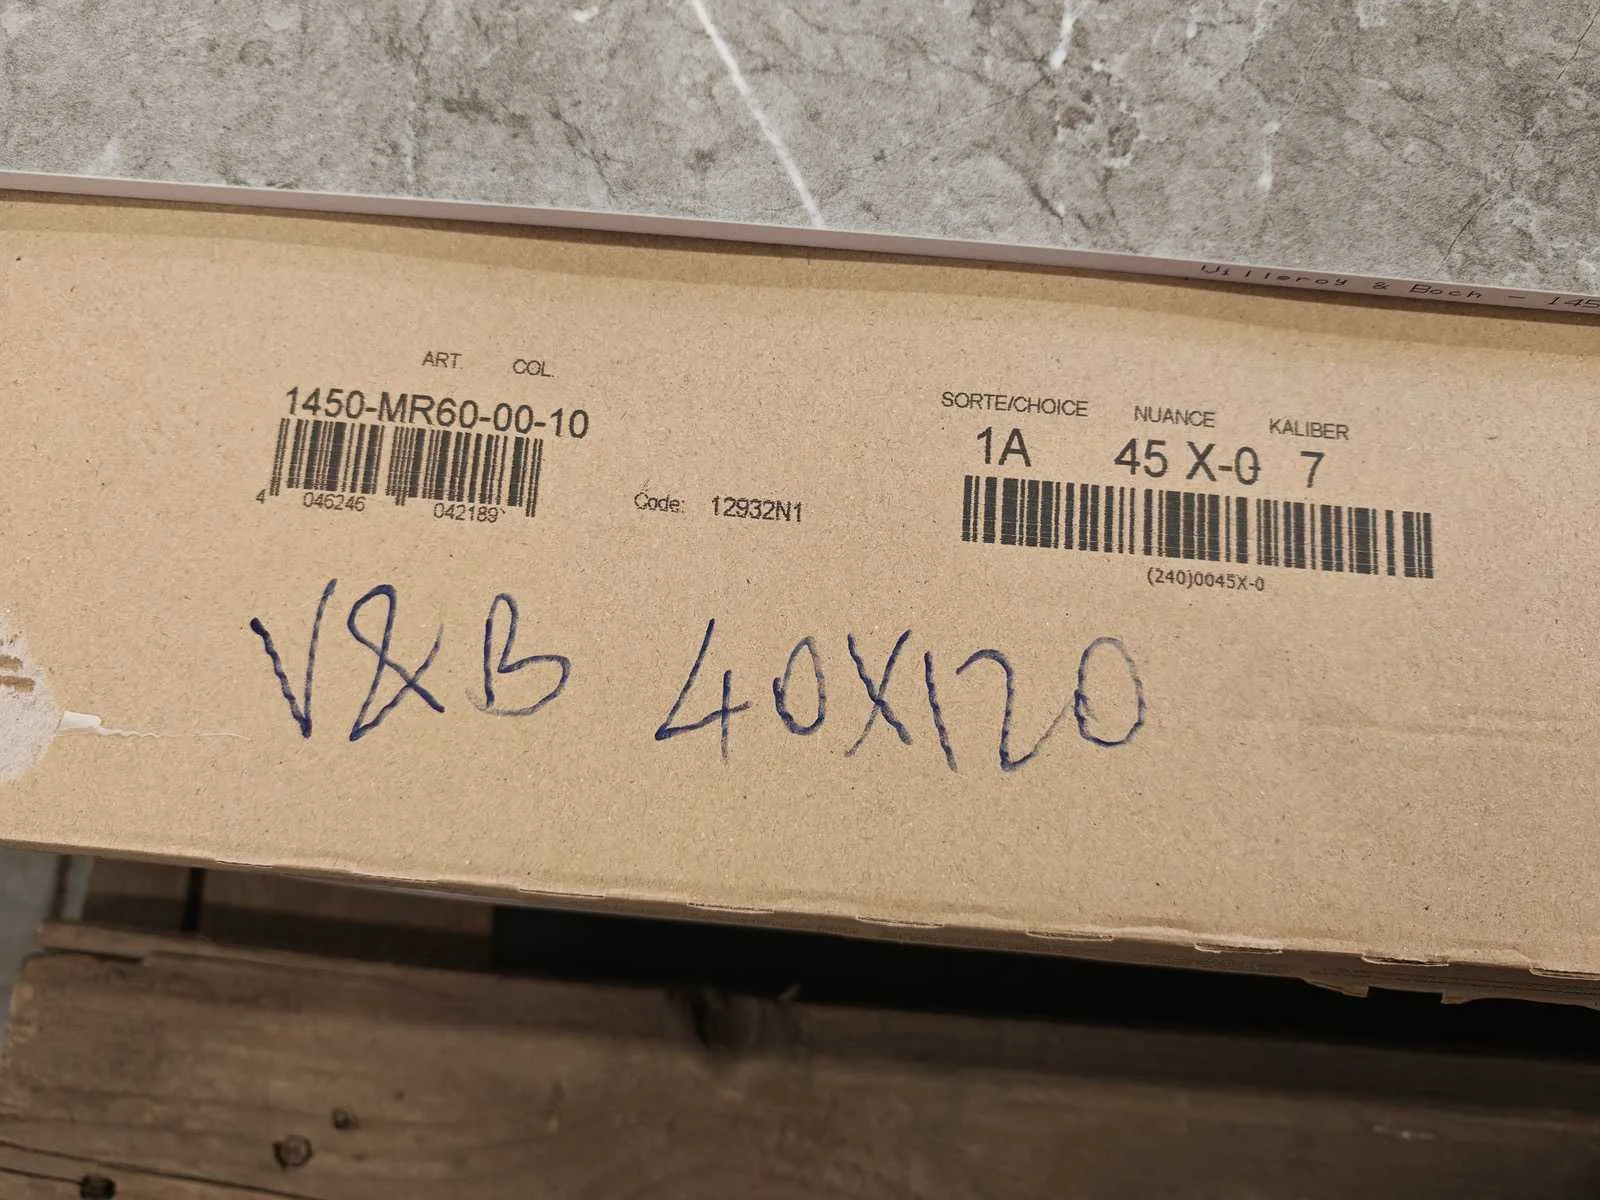 Villeroy & Boch - 145
ART. COL.
1450-MR60-00-10
4 046246 042189
Code: 12932N1
SORTE/CHOICE NUANCE KALIBER
1A 45 X-0 7
(240)0045X-0
V&B 40X120